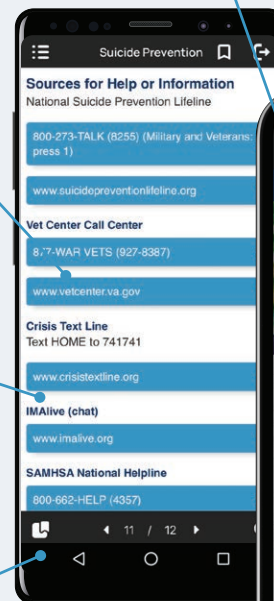 Suicide Prevention
Sources for Help or Information
National Suicide Prevention Lifeline
800-273-TALK (8255) (Military and Veterans:
press 1)
www.suicidepreventionlifeline.org
Vet Center Call Center
877-WAR VETS (927-8387)
www.vetcenter.va.gov
Crisis Text Line
Text HOME to 741741
www.crisistextline.org
IMAlive (chat)
www.imalive.org
SAMHSA National Helpline
800-662-HELP (4357)
11 / 12